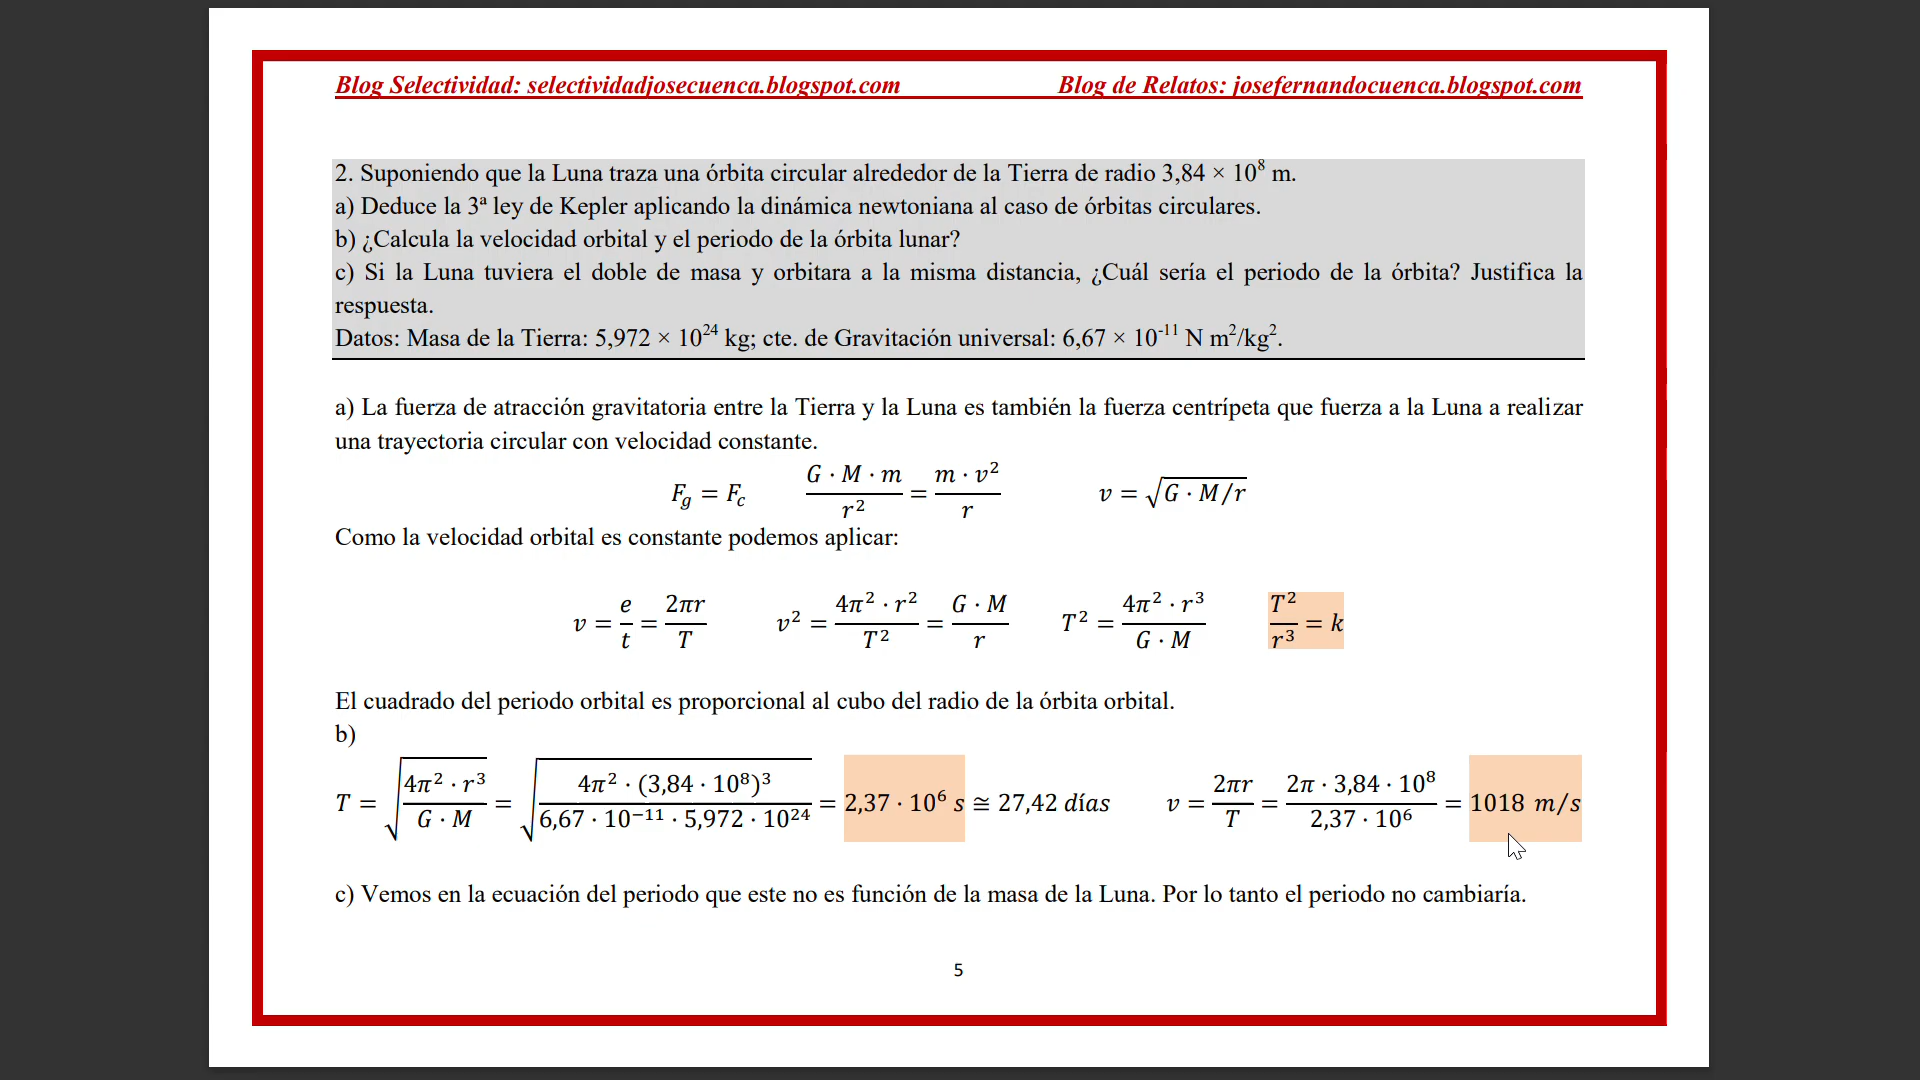 Blog Selectividad: selectividadjosecuenca.blogspot.com Blog de Relatos: josefernandocuenca.blogspot.com
2. Suponiendo que la Luna traza una órbita circular alrededor de la Tierra de radio 3,84 × 10⁸ m.
a) Deduce la 3ª ley de Kepler aplicando la dinámica newtoniana al caso de órbitas circulares.
b) ¿Calcula la velocidad orbital y el periodo de la órbita lunar?
c) Si la Luna tuviera el doble de masa y orbitara a la misma distancia, ¿Cuál sería el periodo de la órbita? Justifica la
respuesta.
Datos: Masa de la Tierra: 5,972 × 10²⁴ kg; cte. de Gravitación universal: 6,67 × 10⁻¹¹ N m²/kg².
a) La fuerza de atracción gravitatoria entre la Tierra y la Luna es también la fuerza centrípeta que fuerza a la Luna a realizar
una trayectoria circular con velocidad constante.
F_g = F_c (G · M · m)/r² = (m · v²)/r v = √(G · M/r)
Como la velocidad orbital es constante podemos aplicar:
v = e/t = 2πr/T v² = (4π² · r²)/T² = (G · M)/r T² = (4π² · r³)/(G · M) T²/r³ = k
El cuadrado del periodo orbital es proporcional al cubo del radio de la órbita orbital.
b)
T = √((4π² · r³)/(G · M)) = √((4π² · (3,84 · 10⁸)³)/(6,67 · 10⁻¹¹ · 5,972 · 10²⁴)) = 2,37 · 10⁶ s ≅ 27,42 días v = 2πr/T = (2π · 3,84 · 10⁸)/(2,37 · 10⁶) = 1018 m/s
c) Vemos en la ecuación del periodo que este no es función de la masa de la Luna. Por lo tanto el periodo no cambiaría.
5